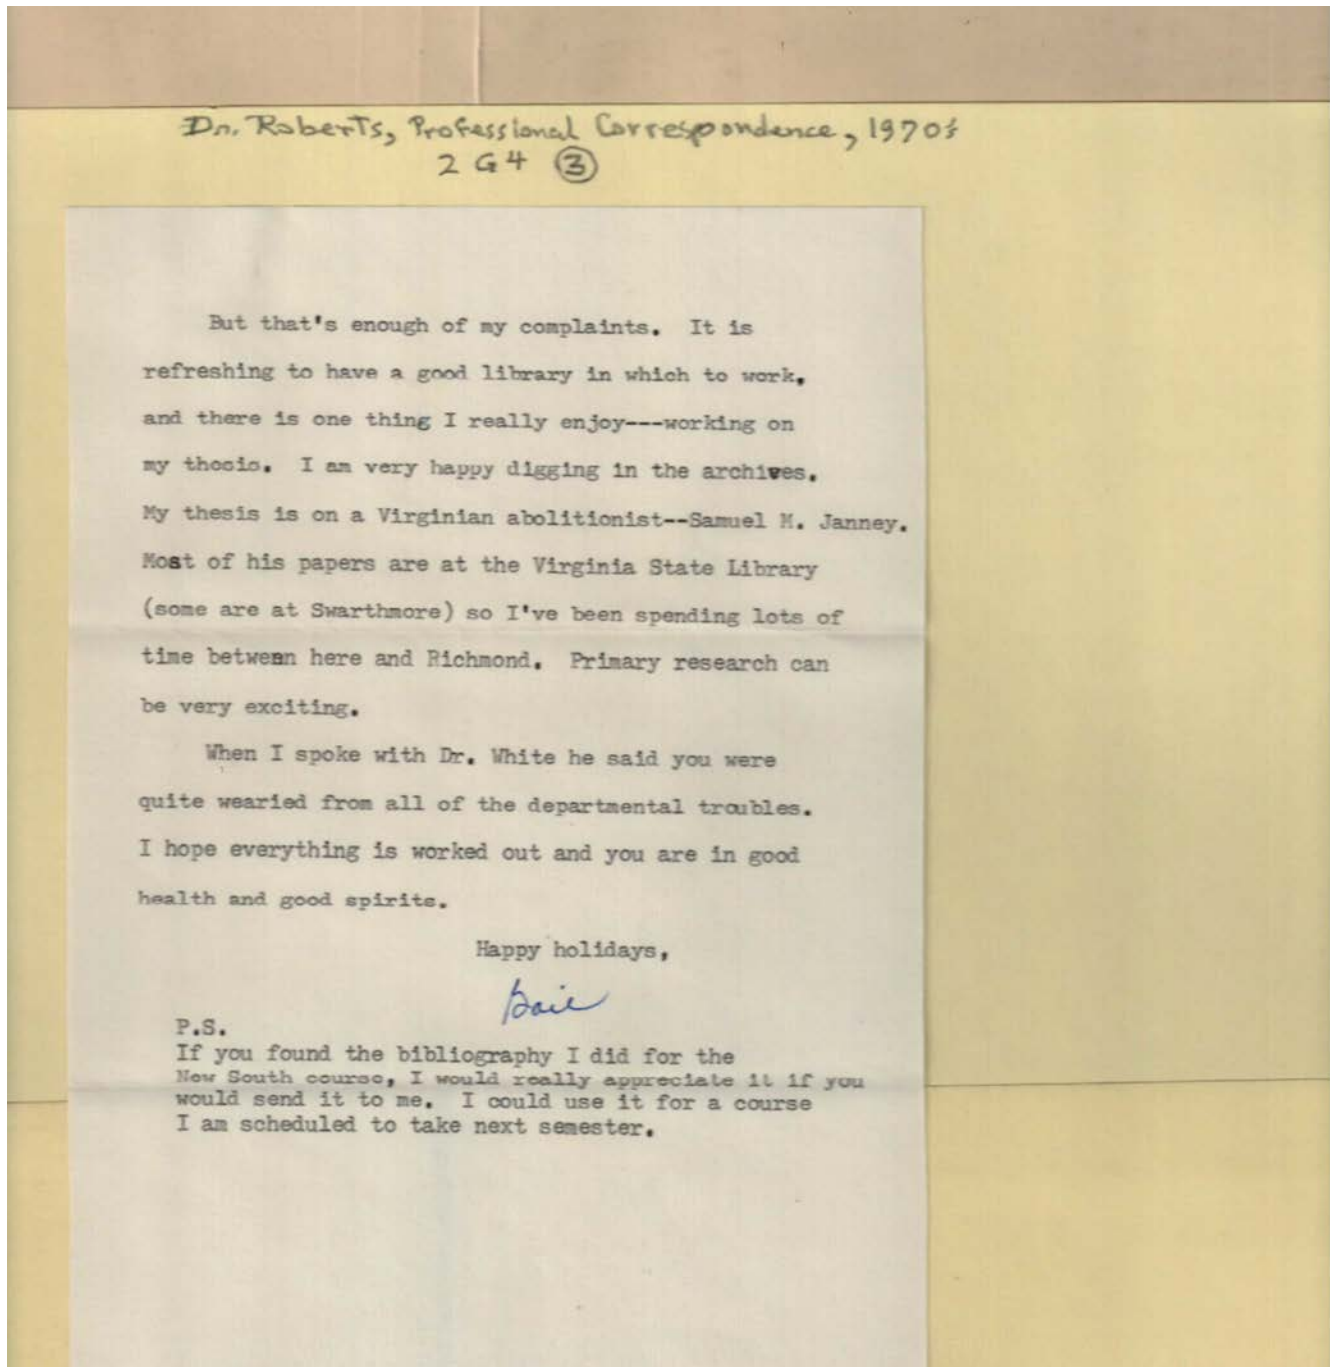 Dr. Roberts, Professional Correspondence, 1970's
2 G4 ③
But that's enough of my complaints. It is
refreshing to have a good library in which to work,
and there is one thing I really enjoy---working on
my thesis. I am very happy digging in the archives.
My thesis is on a Virginian abolitionist--Samuel M. Janney.
Most of his papers are at the Virginia State Library
(some are at Swarthmore) so I've been spending lots of
time between here and Richmond. Primary research can
be very exciting.
When I spoke with Dr. White he said you were
quite wearied from all of the departmental troubles.
I hope everything is worked out and you are in good
health and good spirits.
Happy holidays,
Gail
P.S.
If you found the bibliography I did for the
New South course, I would really appreciate it if you
would send it to me. I could use it for a course
I am scheduled to take next semester.